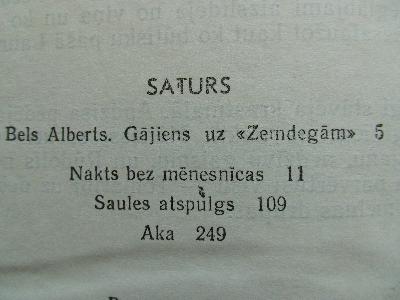 SATURS
Bels Alberts. Gājiens uz «Zemdegām» 5
Nakts bez mēnesnīcas 11
Saules atspulgs 109
Aka 249